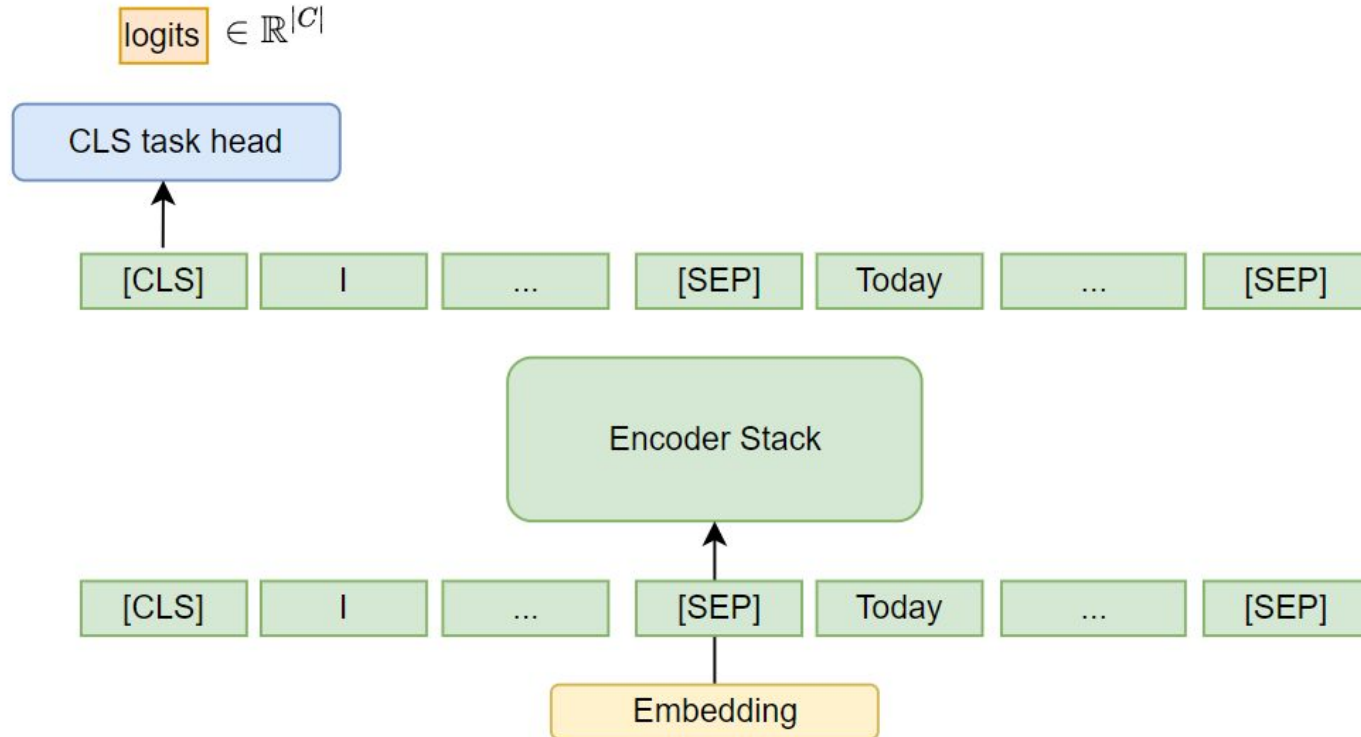 logits ∈ ℝ^{|C|}
CLS task head
[CLS] I ... [SEP] Today ... [SEP]
Encoder Stack
[CLS] I ... [SEP] Today ... [SEP]
Embedding